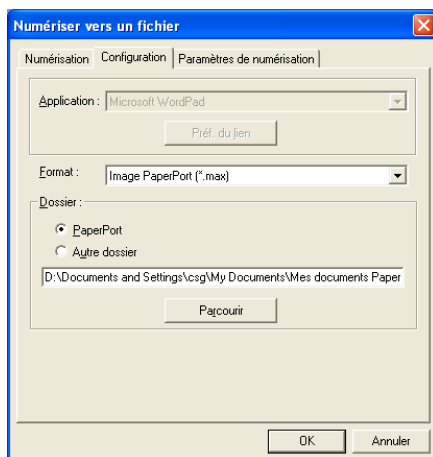 Numériser vers un fichier
Numérisation Configuration Paramètres de numérisation
Application : Microsoft WordPad
Préf. du lien
Format : Image PaperPort (*.max)
Dossier :
PaperPort
Autre dossier
D:\Documents and Settings\csg\My Documents\Mes documents Paper
Parcourir
OK Annuler